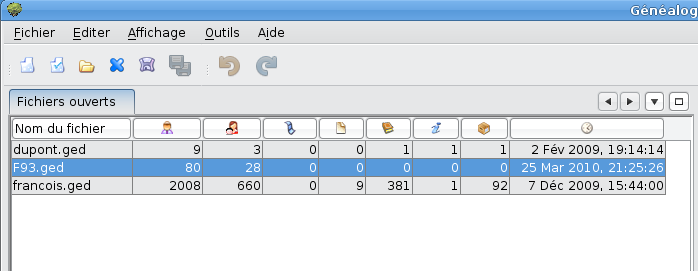 Généalog
Fichier Editer Affichage Outils Aide
Fichiers ouverts
Nom du fichier
dupont.ged 9 3 0 0 1 1 1 2 Fév 2009, 19:14:14
F93.ged 80 28 0 0 0 0 0 25 Mar 2010, 21:25:26
francois.ged 2008 660 0 9 381 1 92 7 Déc 2009, 15:44:00